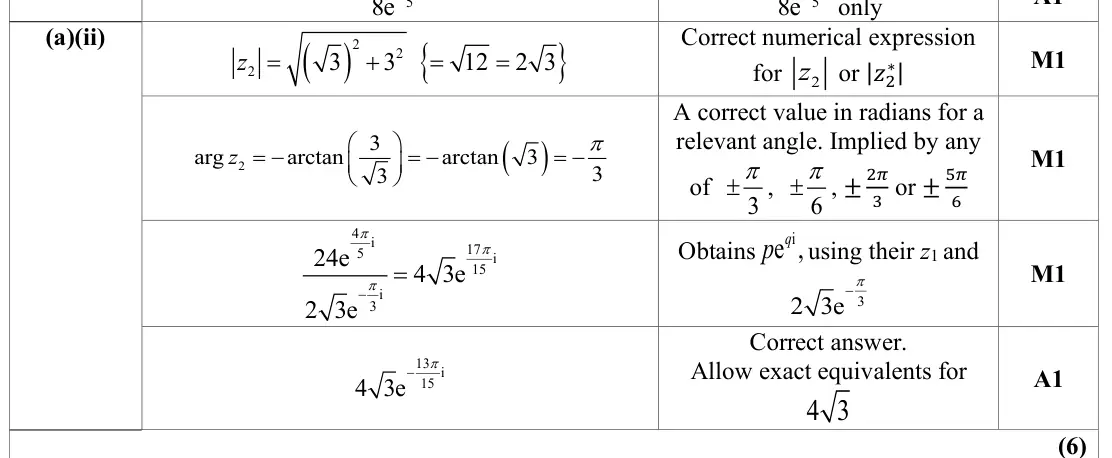 8e 5 8e 5 only A1
(a)(ii) |z₂| = √((√3)² + 3²) {= √12 = 2√3} Correct numerical expression for |z₂| or |z₂*| M1
arg z₂ = −arctan(3/√3) = −arctan(√3) = −π/3 A correct value in radians for a relevant angle. Implied by any of ±π/3, ±π/6, ±2π/3 or ±5π/6 M1
24e^(4π/5 i) / 2√3e^(−π/3 i) = 4√3e^(17π/15 i) Obtains pe^(qi), using their z₁ and 2√3e^(−π/3) M1
4√3e^(−13π/15 i) Correct answer. Allow exact equivalents for 4√3 A1
(6)